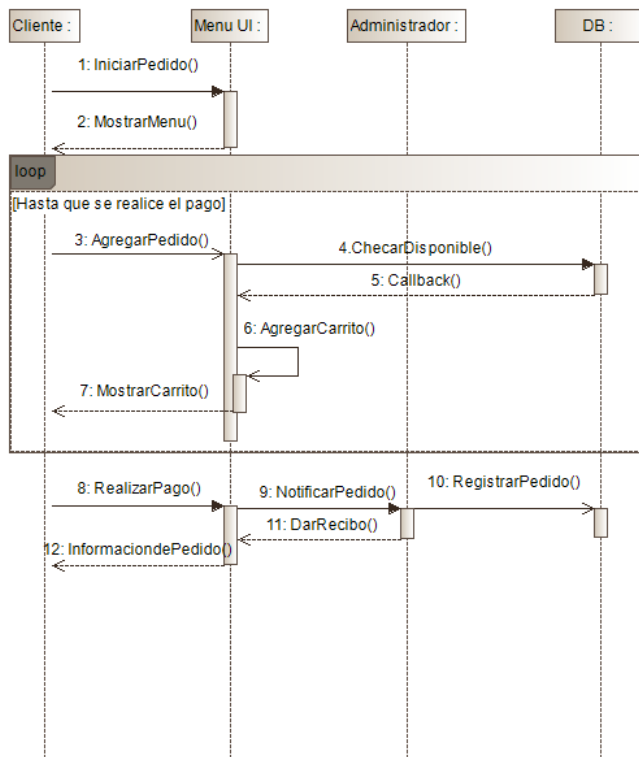 Cliente :
Menu UI :
Administrador :
DB :
1: IniciarPedido()
2: MostrarMenu()
loop
[Hasta que se realice el pago]
3: AgregarPedido()
4.ChecarDisponible()
5: Callback()
6: AgregarCarrito()
7: MostrarCarrito()
8: RealizarPago()
9: NotificarPedido()
10: RegistrarPedido()
11: DarRecibo()
12: InformaciondePedido()